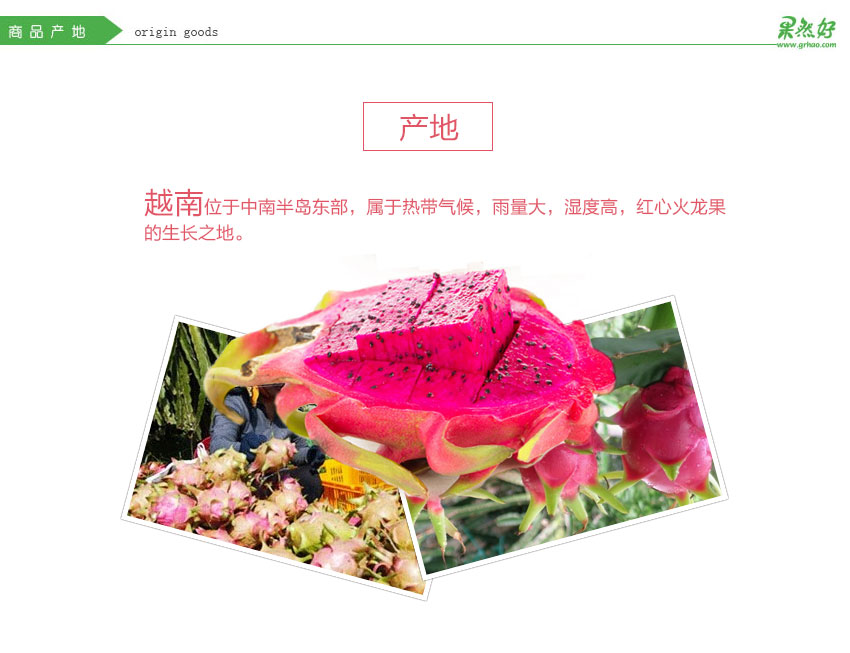 商品产地
origin goods
果然好
www.grhao.com
产地
越南位于中南半岛东部，属于热带气候，雨量大，湿度高，红心火龙果
的生长之地。